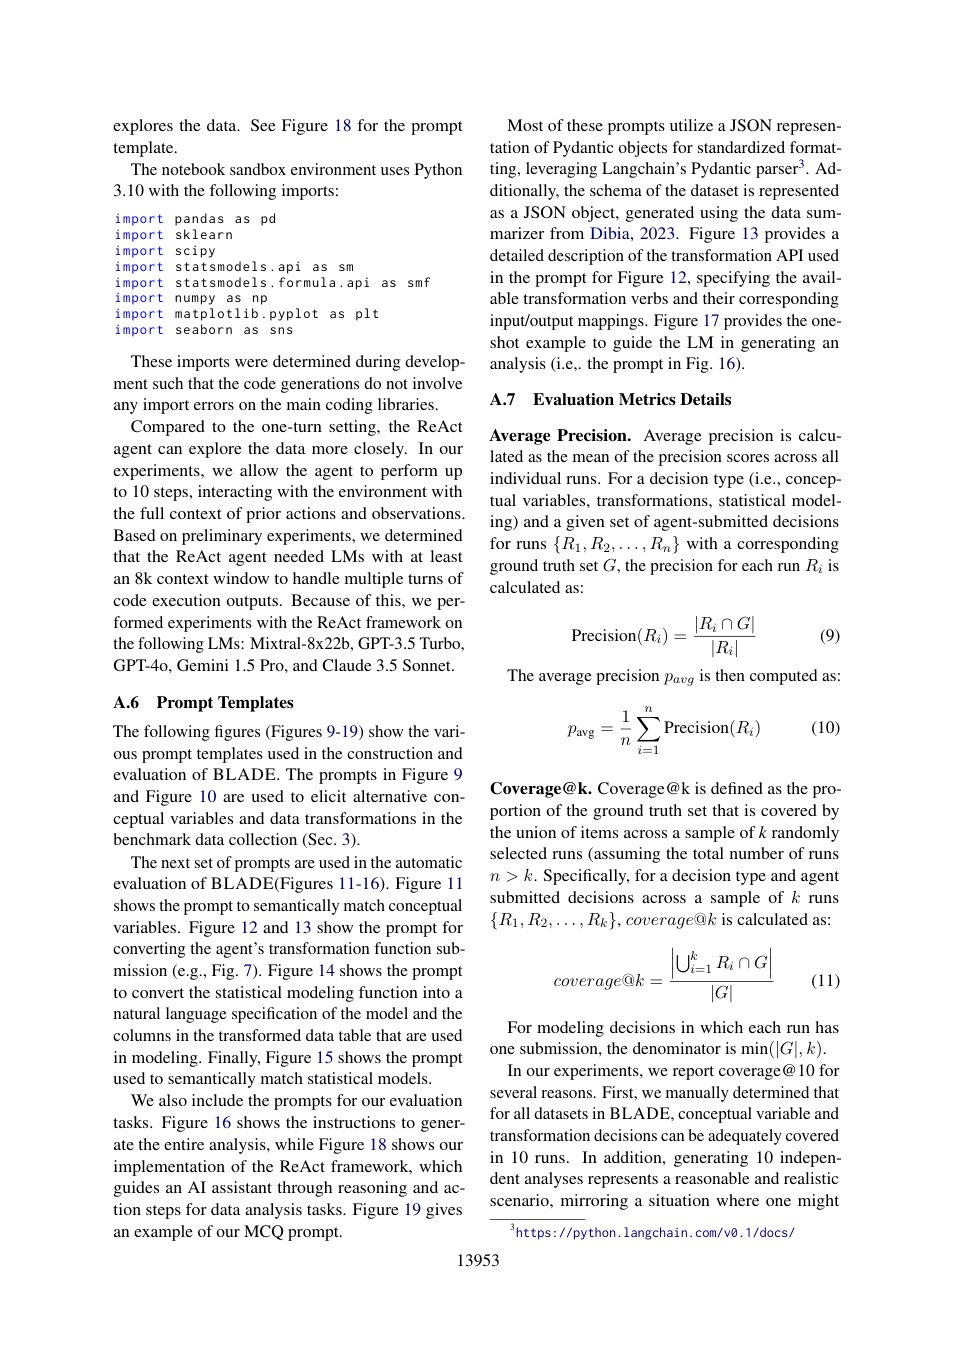 explores the data. See Figure 18 for the prompt
template.
The notebook sandbox environment uses Python
3.10 with the following imports:
import pandas as pd
import sklearn
import scipy
import statsmodels.api as sm
import statsmodels.formula.api as smf
import numpy as np
import matplotlib.pyplot as plt
import seaborn as sns
These imports were determined during develop-
ment such that the code generations do not involve
any import errors on the main coding libraries.
Compared to the one-turn setting, the ReAct
agent can explore the data more closely. In our
experiments, we allow the agent to perform up
to 10 steps, interacting with the environment with
the full context of prior actions and observations.
Based on preliminary experiments, we determined
that the ReAct agent needed LMs with at least
an 8k context window to handle multiple turns of
code execution outputs. Because of this, we per-
formed experiments with the ReAct framework on
the following LMs: Mixtral-8x22b, GPT-3.5 Turbo,
GPT-4o, Gemini 1.5 Pro, and Claude 3.5 Sonnet.
A.6 Prompt Templates
The following figures (Figures 9-19) show the vari-
ous prompt templates used in the construction and
evaluation of BLADE. The prompts in Figure 9
and Figure 10 are used to elicit alternative con-
ceptual variables and data transformations in the
benchmark data collection (Sec. 3).
The next set of prompts are used in the automatic
evaluation of BLADE(Figures 11-16). Figure 11
shows the prompt to semantically match conceptual
variables. Figure 12 and 13 show the prompt for
converting the agent's transformation function sub-
mission (e.g., Fig. 7). Figure 14 shows the prompt
to convert the statistical modeling function into a
natural language specification of the model and the
columns in the transformed data table that are used
in modeling. Finally, Figure 15 shows the prompt
used to semantically match statistical models.
We also include the prompts for our evaluation
tasks. Figure 16 shows the instructions to gener-
ate the entire analysis, while Figure 18 shows our
implementation of the ReAct framework, which
guides an AI assistant through reasoning and ac-
tion steps for data analysis tasks. Figure 19 gives
an example of our MCQ prompt.
Most of these prompts utilize a JSON represen-
tation of Pydantic objects for standardized format-
ting, leveraging Langchain's Pydantic parser³. Ad-
ditionally, the schema of the dataset is represented
as a JSON object, generated using the data sum-
marizer from Dibia, 2023. Figure 13 provides a
detailed description of the transformation API used
in the prompt for Figure 12, specifying the avail-
able transformation verbs and their corresponding
input/output mappings. Figure 17 provides the one-
shot example to guide the LM in generating an
analysis (i.e,. the prompt in Fig. 16).
A.7 Evaluation Metrics Details
Average Precision. Average precision is calcu-
lated as the mean of the precision scores across all
individual runs. For a decision type (i.e., concep-
tual variables, transformations, statistical model-
ing) and a given set of agent-submitted decisions
for runs {R₁, R₂, . . . , Rₙ} with a corresponding
ground truth set G, the precision for each run Rᵢ is
calculated as:
Precision(Rᵢ) = |Rᵢ ∩ G| / |Rᵢ| (9)
The average precision p_avg is then computed as:
p_avg = 1/n ∑ᵢ₌₁ⁿ Precision(Rᵢ) (10)
Coverage@k. Coverage@k is defined as the pro-
portion of the ground truth set that is covered by
the union of items across a sample of k randomly
selected runs (assuming the total number of runs
n > k. Specifically, for a decision type and agent
submitted decisions across a sample of k runs
{R₁, R₂, . . . , Rₖ}, coverage@k is calculated as:
coverage@k = |⋃ᵢ₌₁ᵏ Rᵢ ∩ G| / |G| (11)
For modeling decisions in which each run has
one submission, the denominator is min(|G|, k).
In our experiments, we report coverage@10 for
several reasons. First, we manually determined that
for all datasets in BLADE, conceptual variable and
transformation decisions can be adequately covered
in 10 runs. In addition, generating 10 indepen-
dent analyses represents a reasonable and realistic
scenario, mirroring a situation where one might
³https://python.langchain.com/v0.1/docs/
13953